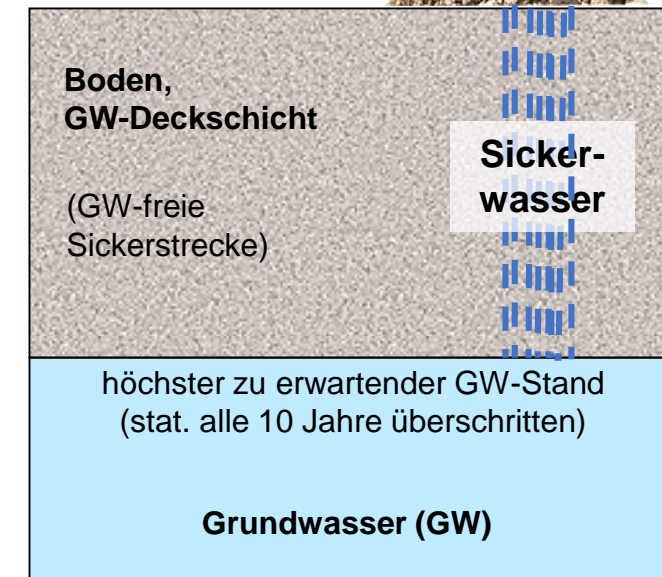 Boden,
GW-Deckschicht
(GW-freie
Sickerstrecke)
Sicker-
wasser
höchster zu erwartender GW-Stand
(stat. alle 10 Jahre überschritten)
Grundwasser (GW)